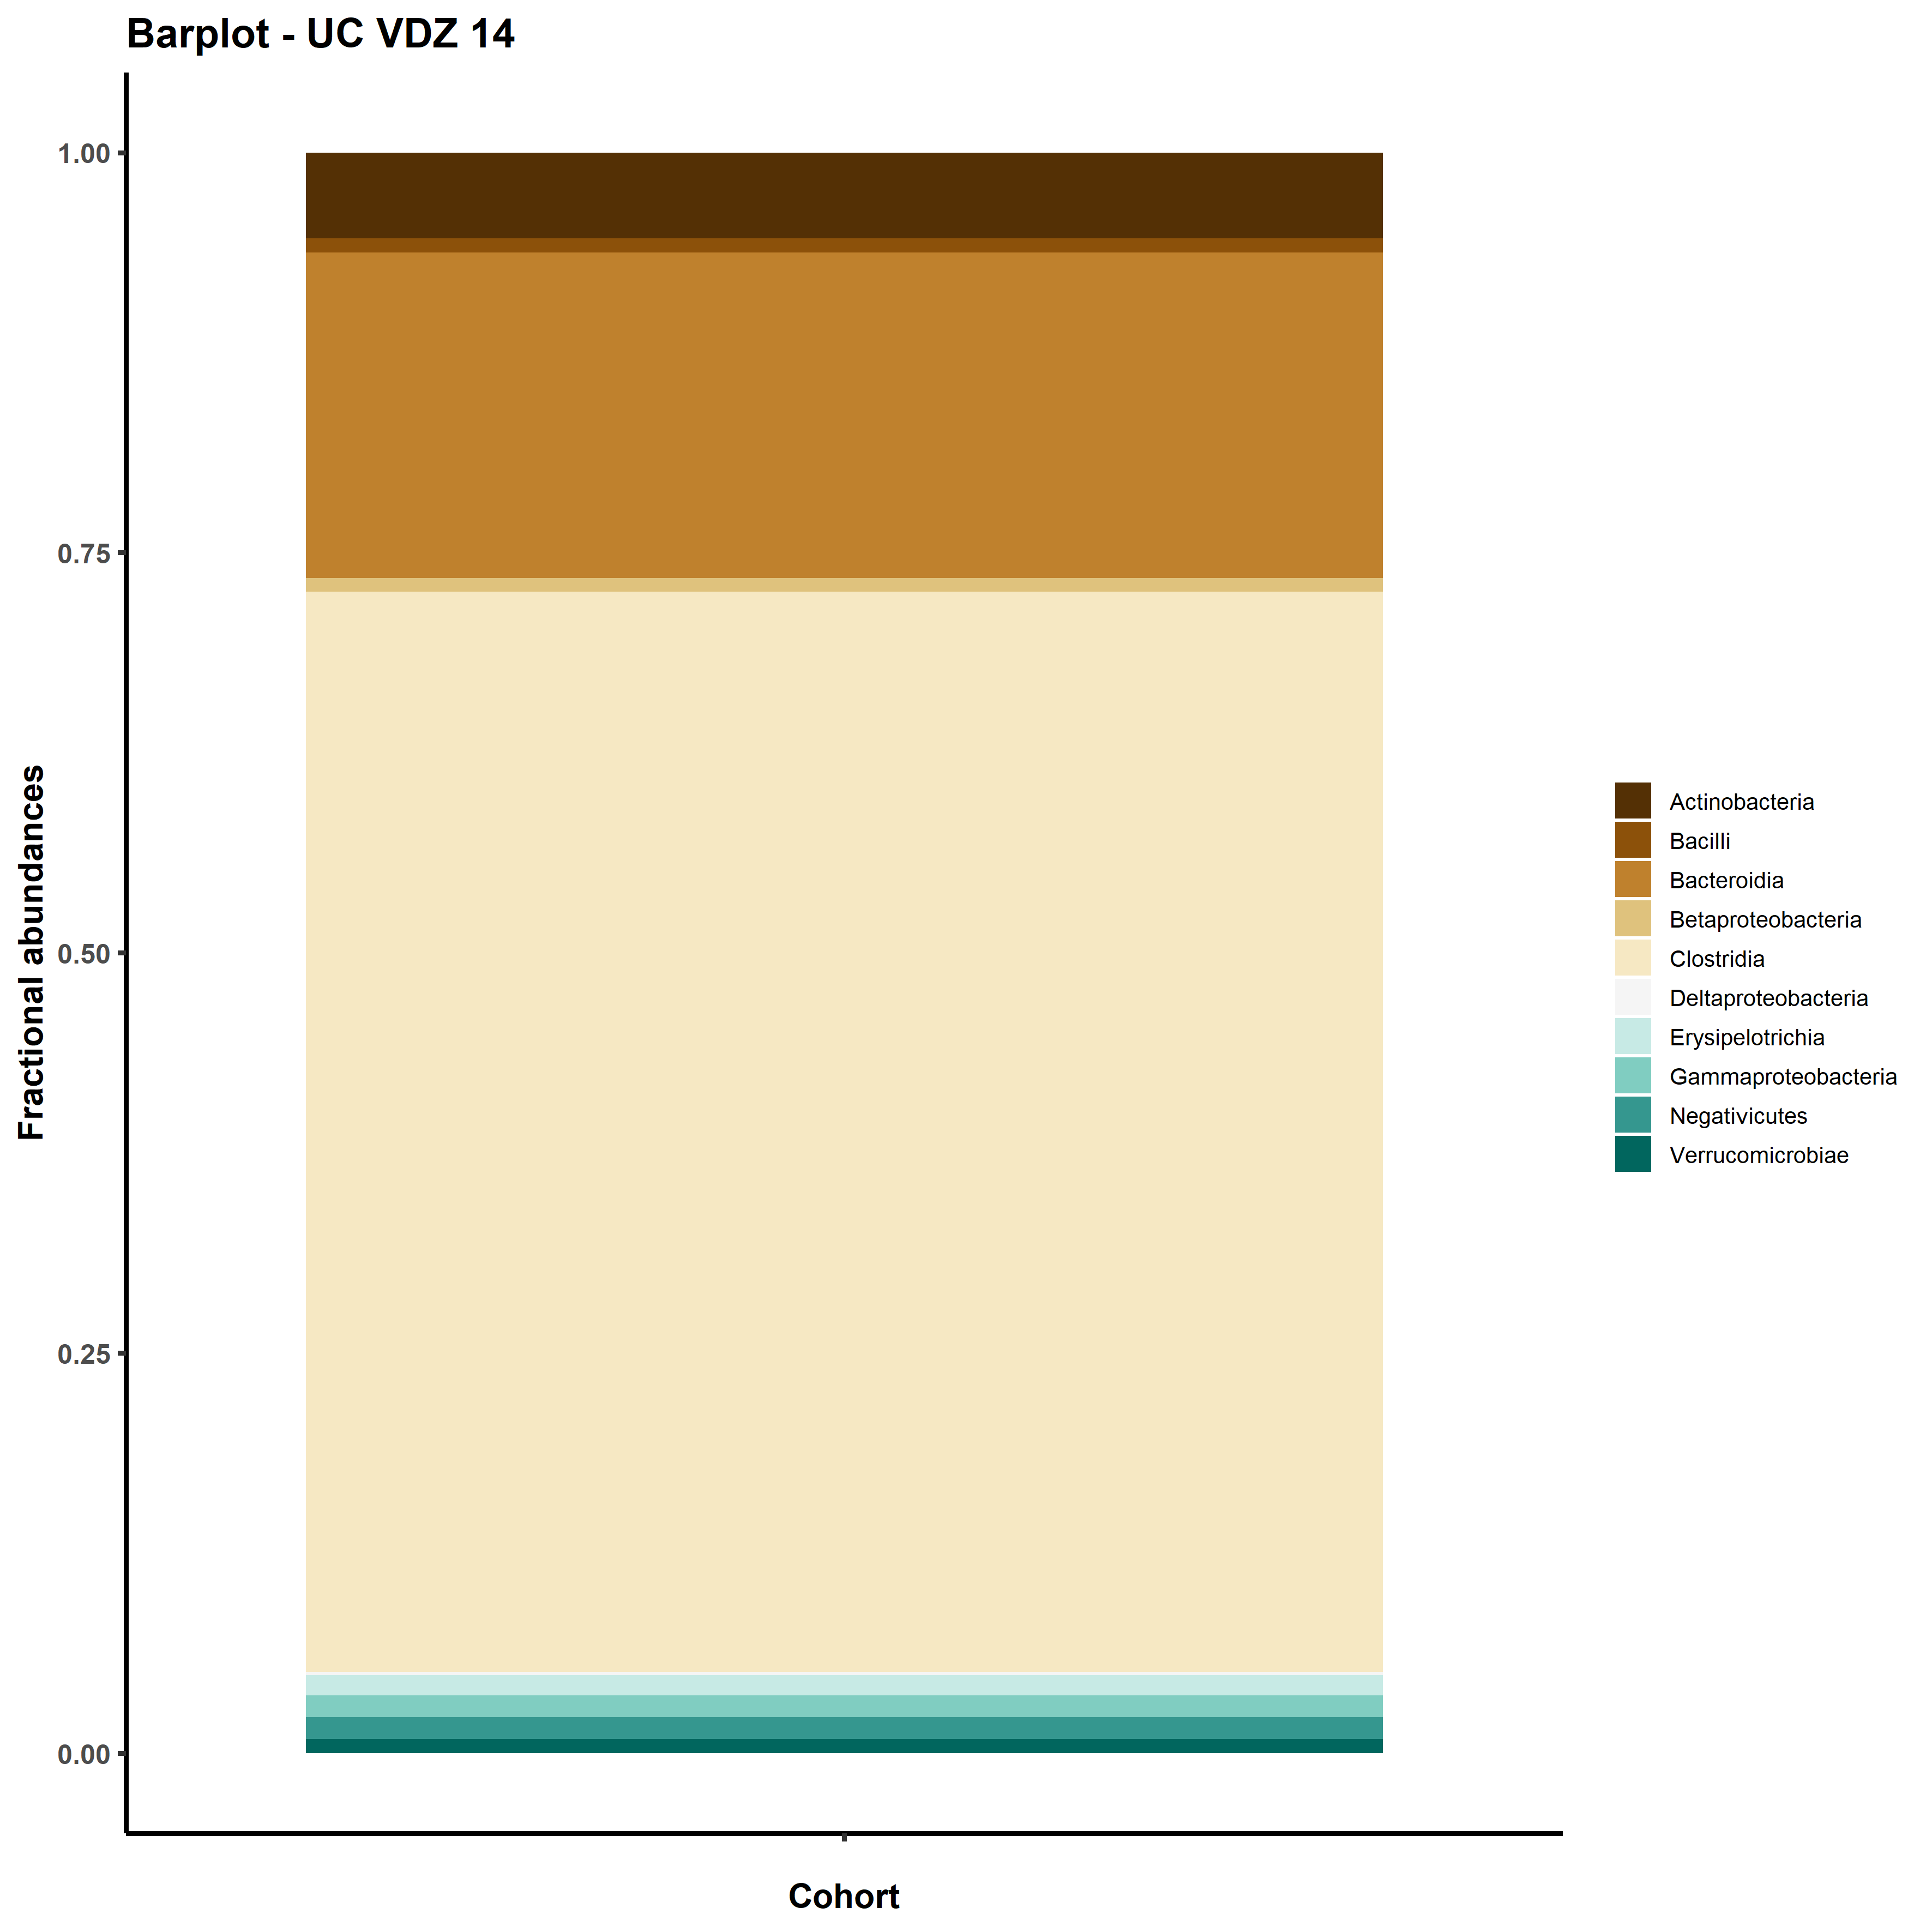 Barplot - UC VDZ 14
1.00
0.75
0.50
0.25
0.00
Fractional abundances
Cohort
Actinobacteria
Bacilli
Bacteroidia
Betaproteobacteria
Clostridia
Deltaproteobacteria
Erysipelotrichia
Gammaproteobacteria
Negativicutes
Verrucomicrobiae